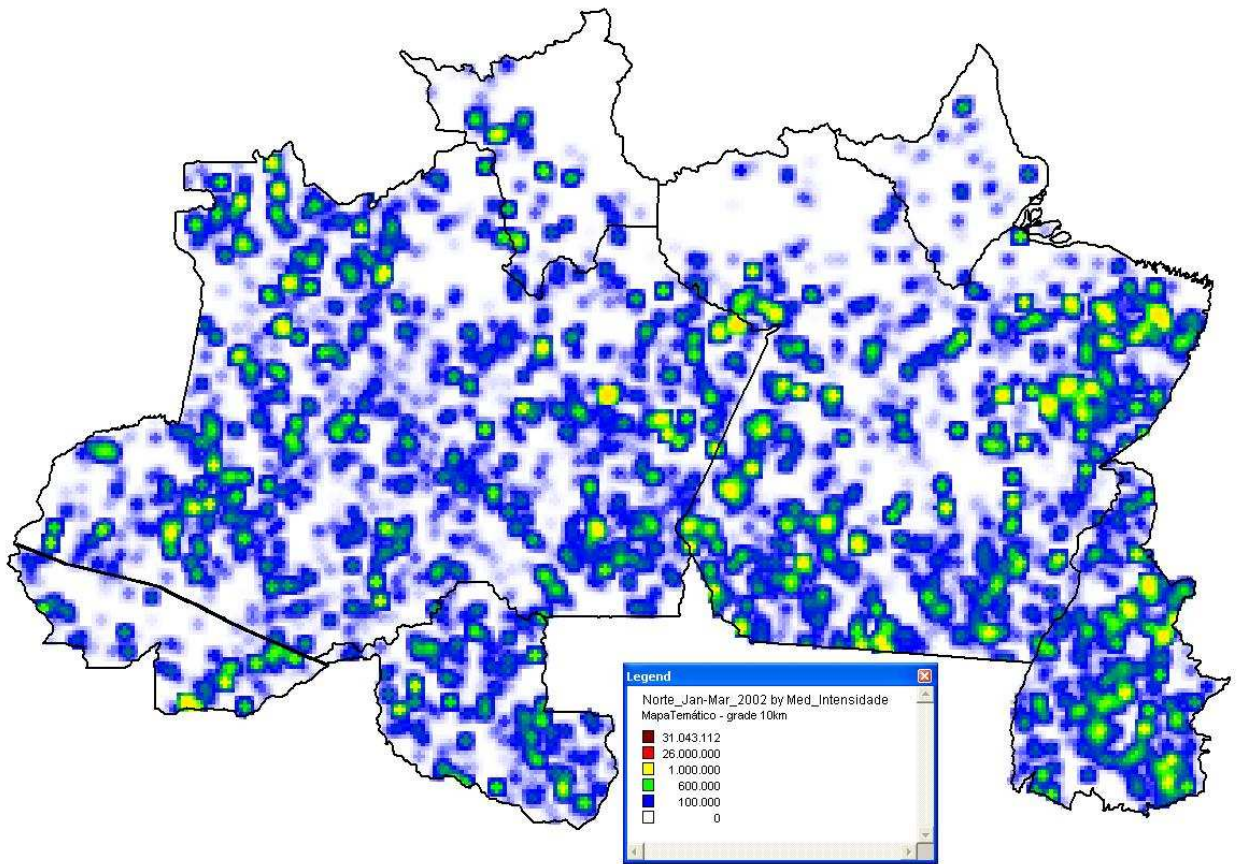 Legend
Norte_Jan-Mar_2002 by Med_Intensidade
MapaTemático - grade 10km
31.043.112
26.000.000
1.000.000
600.000
100.000
0